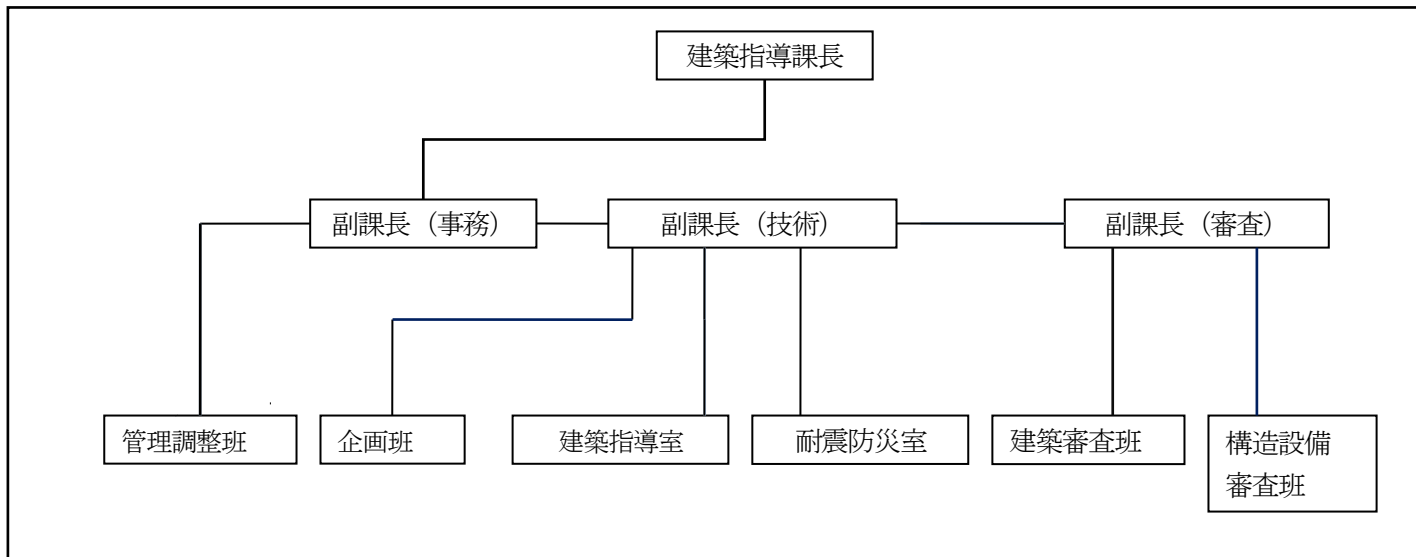 建築指導課長
副課長（事務）
副課長（技術）
副課長（審査）
管理調整班
企画班
建築指導室
耐震防災室
建築審査班
構造設備
審査班